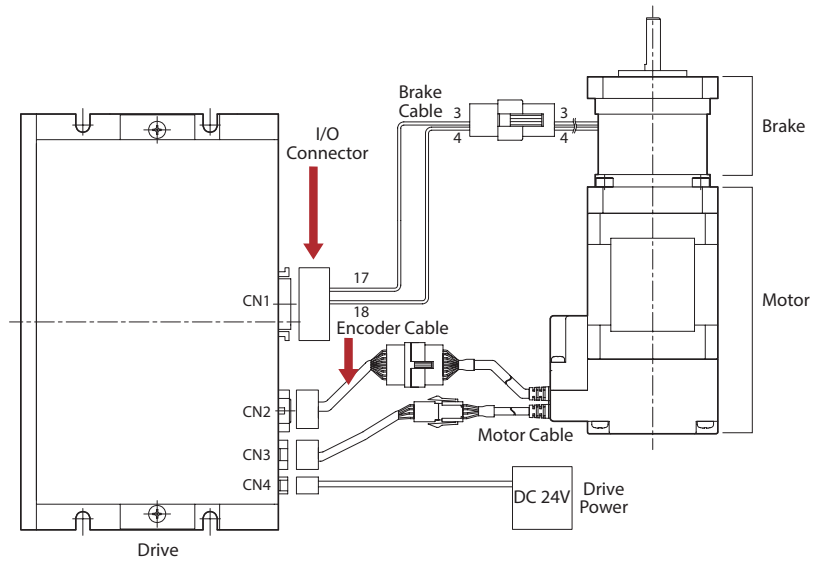 Brake
Cable
3
4
3
4
Brake
I/O
Connector
17
CN1
18
Motor
Encoder Cable
CN2
Motor Cable
CN3
CN4
DC 24V
Drive
Power
Drive